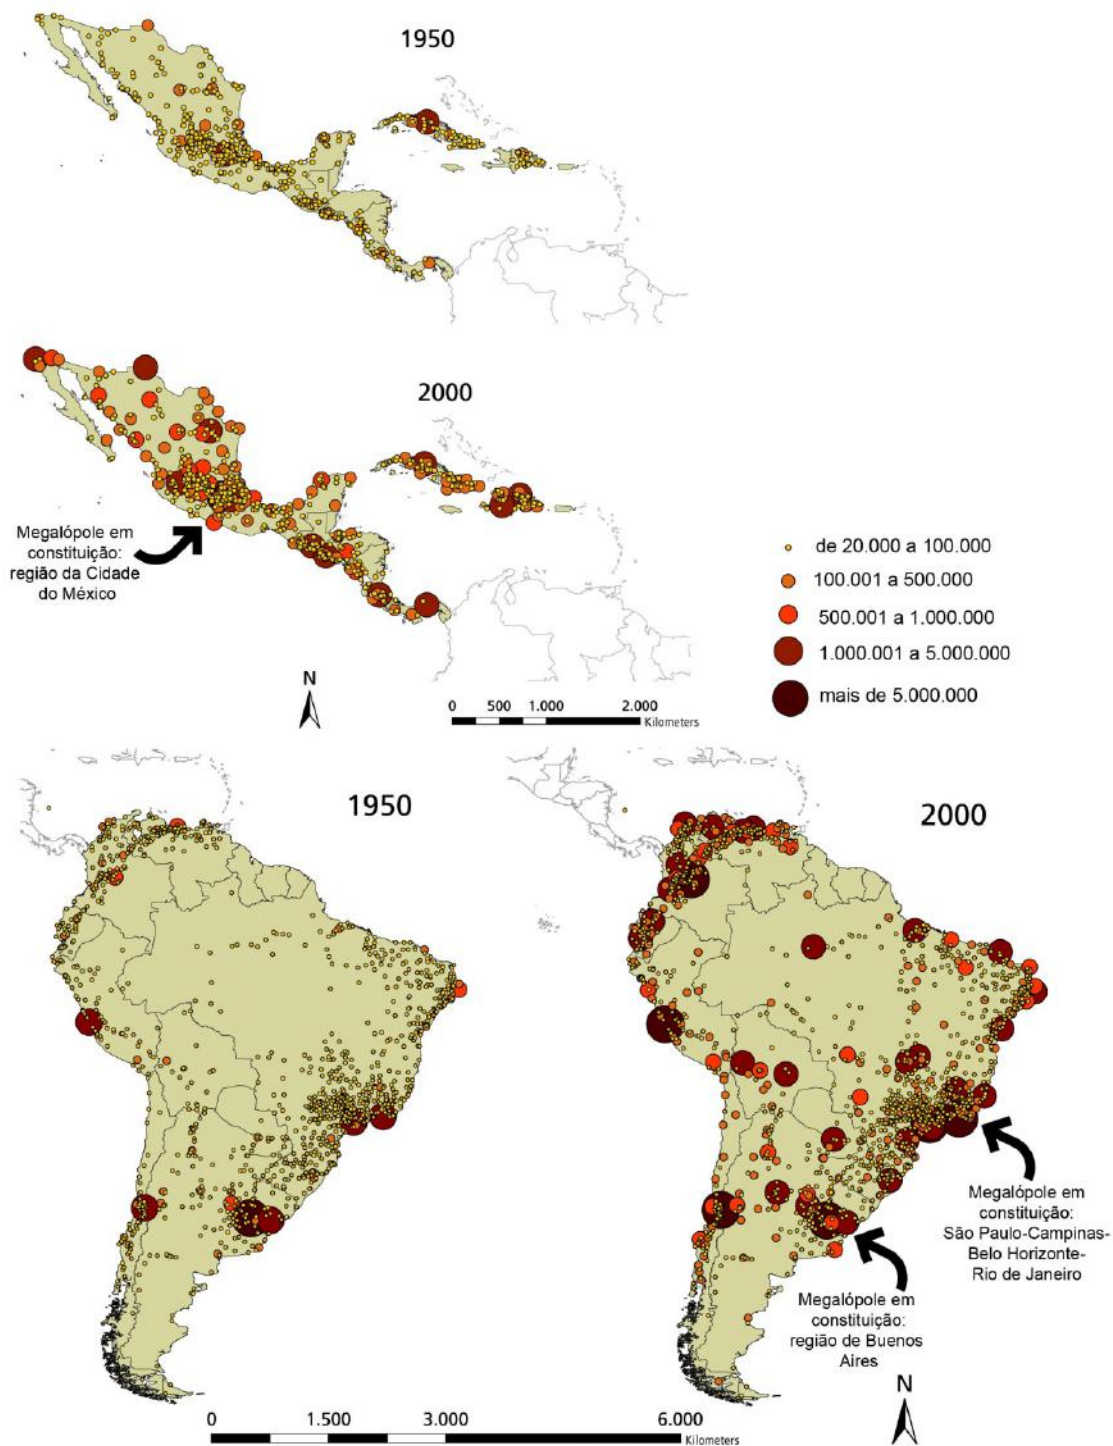 1950
2000
Megalópole em
constituição:
região da Cidade
do México
de 20.000 a 100.000
100.001 a 500.000
500.001 a 1.000.000
1.000.001 a 5.000.000
mais de 5.000.000
N
0 500 1.000 2.000
Kilometers
1950
2000
Megalópole em
constituição:
São Paulo-Campinas-
Belo Horizonte-
Rio de Janeiro
Megalópole em
constituição:
região de Buenos
Aires
N
0 1.500 3.000 6.000
Kilometers